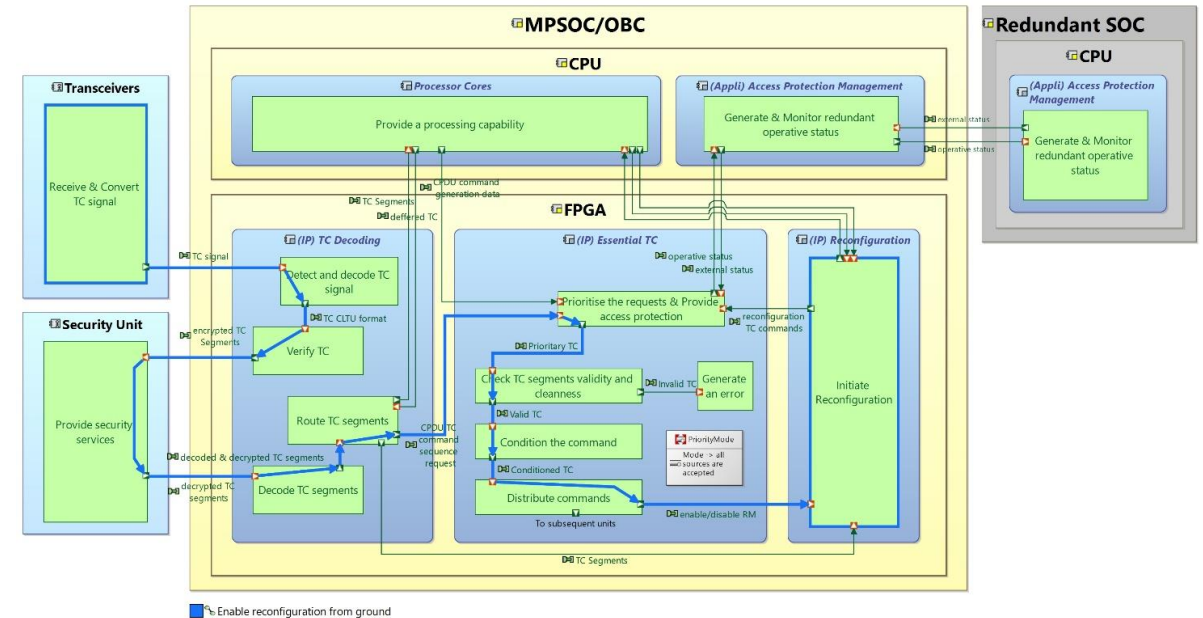 MPSOC/OBC
Redundant SOC
CPU
CPU
Transceivers
Processor Cores
(Appli) Access Protection Management
(Appli) Access Protection
Management
Provide a processing capability
Generate & Monitor redundant
operative status
external status
operative status
Generate & Monitor
redundant operative
status
Receive & Convert
TC signal
CPDU command
generation data
TC Segments
deffered TC
FPGA
(IP) TC Decoding
(IP) Essential TC
(IP) Reconfiguration
operative status
external status
TC signal
Detect and decode TC
signal
TC CLTU format
Prioritise the requests & Provide
access protection
reconfiguration
TC commands
Security Unit
encrypted TC
Segments
Verify TC
Prioritary TC
Check TC segments validity and
cleanness
Invalid TC
Generate
an error
Initiate
Reconfiguration
Provide security
services
Route TC segments
Valid TC
CPDU TC
command
sequence
request
Condition the command
PriorityMode
Mode -> all
sources are
accepted
decoded & decrypted TC segments
Conditioned TC
decrypted TC
segments
Decode TC segments
Distribute commands
To subsequent units
enable/disable RM
TC Segments
Enable reconfiguration from ground